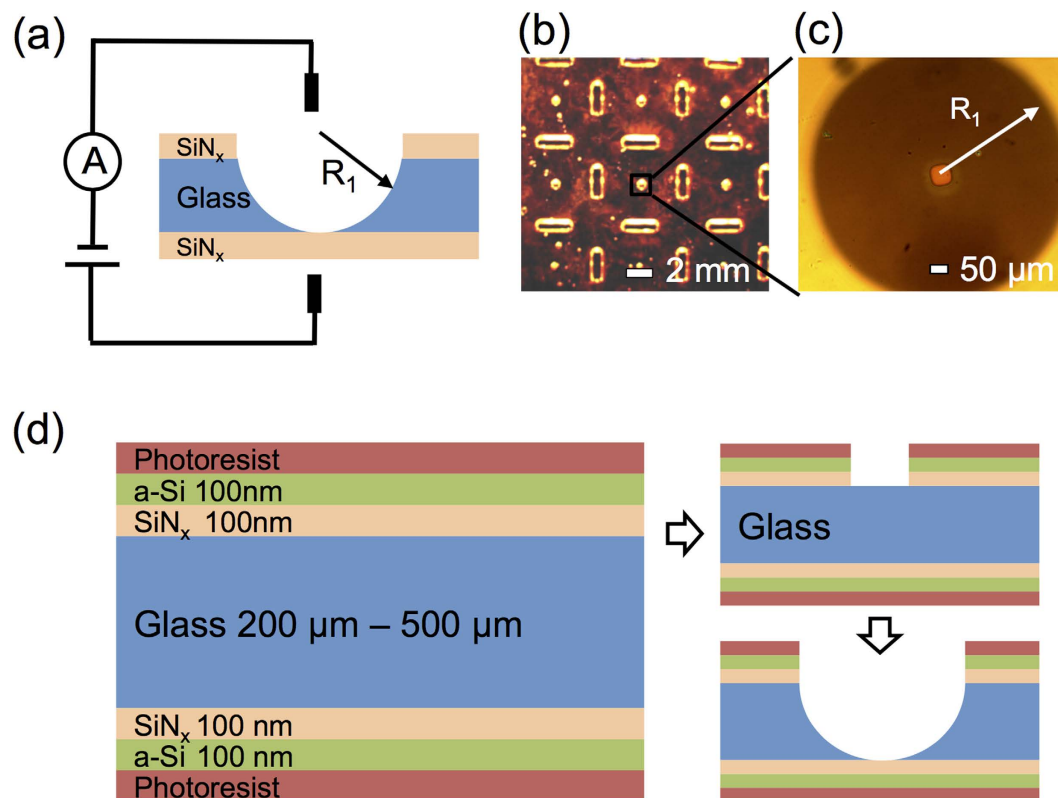 (a)
A
SiNₓ
Glass
SiNₓ
R₁
(b)
2 mm
(c)
R₁
50 µm
(d)
Photoresist
a-Si 100nm
SiNₓ 100nm
Glass 200 µm – 500 µm
SiNₓ 100 nm
a-Si 100 nm
Photoresist
Glass